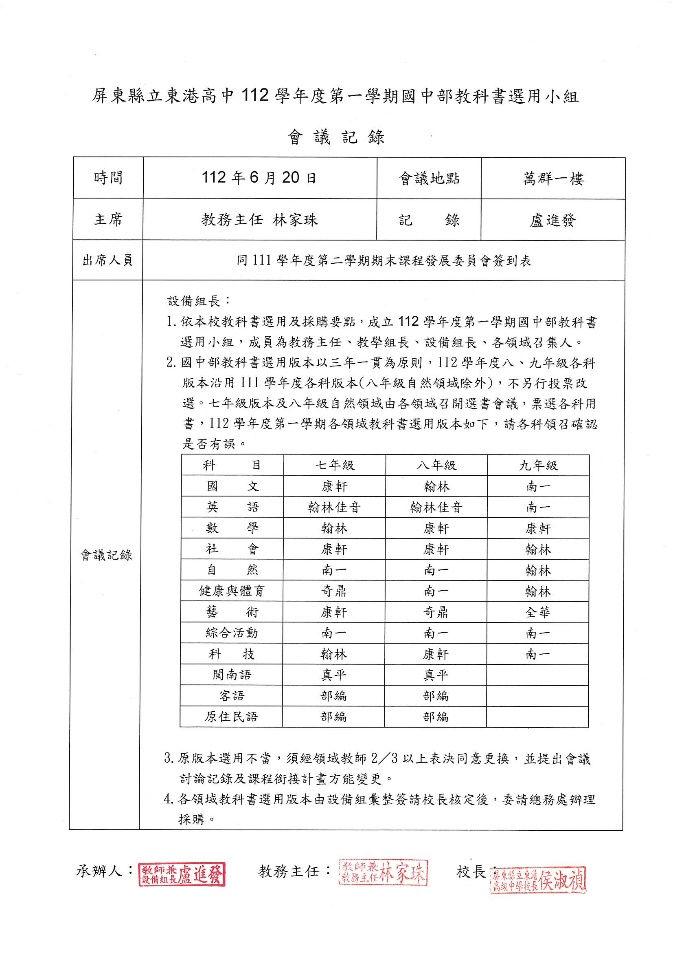 屏東縣立東港高中 112 學年度第一學期國中部教科書選用小組
會 議 記 錄
時間 112 年 6 月 20 日 會議地點 萬群一樓
主席 教務主任 林家珠 記 錄 盧進發
出席人員 同 111 學年度第二學期期末課程發展委員會簽到表
會議記錄
設備組長：
1. 依本校教科書選用及採購要點，成立 112 學年度第一學期國中部教科書
選用小組，成員為教務主任、教學組長、設備組長、各領域召集人。
2. 國中部教科書選用版本以三年一貫為原則，112 學年度八、九年級各科
版本沿用 111 學年度各科版本(八年級自然領域除外)，不另行投票改
選。七年級版本及八年級自然領域由各領域召開選書會議，票選各科用
書，112 學年度第一學期各領域教科書選用版本如下，請各科領召確認
是否有誤。
科 目 七年級 八年級 九年級
國 文 康軒 翰林 南一
英 語 翰林佳音 翰林佳音 南一
數 學 翰林 康軒 康軒
社 會 康軒 康軒 翰林
自 然 南一 南一 翰林
健康與體育 奇鼎 南一 翰林
藝 術 康軒 奇鼎 全華
綜合活動 南一 南一 南一
科 技 翰林 康軒 南一
閩南語 真平 真平
客語 部編 部編
原住民語 部編 部編
3. 原版本選用不當，須經領域教師 2/3 以上表決同意更換，並提出會議
討論記錄及課程銜接計畫方能變更。
4. 各領域教科書選用版本由設備組彙整簽請校長核定後，委請總務處辦理
採購。
承辦人： 教師兼設備組長 盧進發 教務主任： 教師兼教務主任 林家珠 校長： 屏東縣立東港高級中學校長 侯淑禎